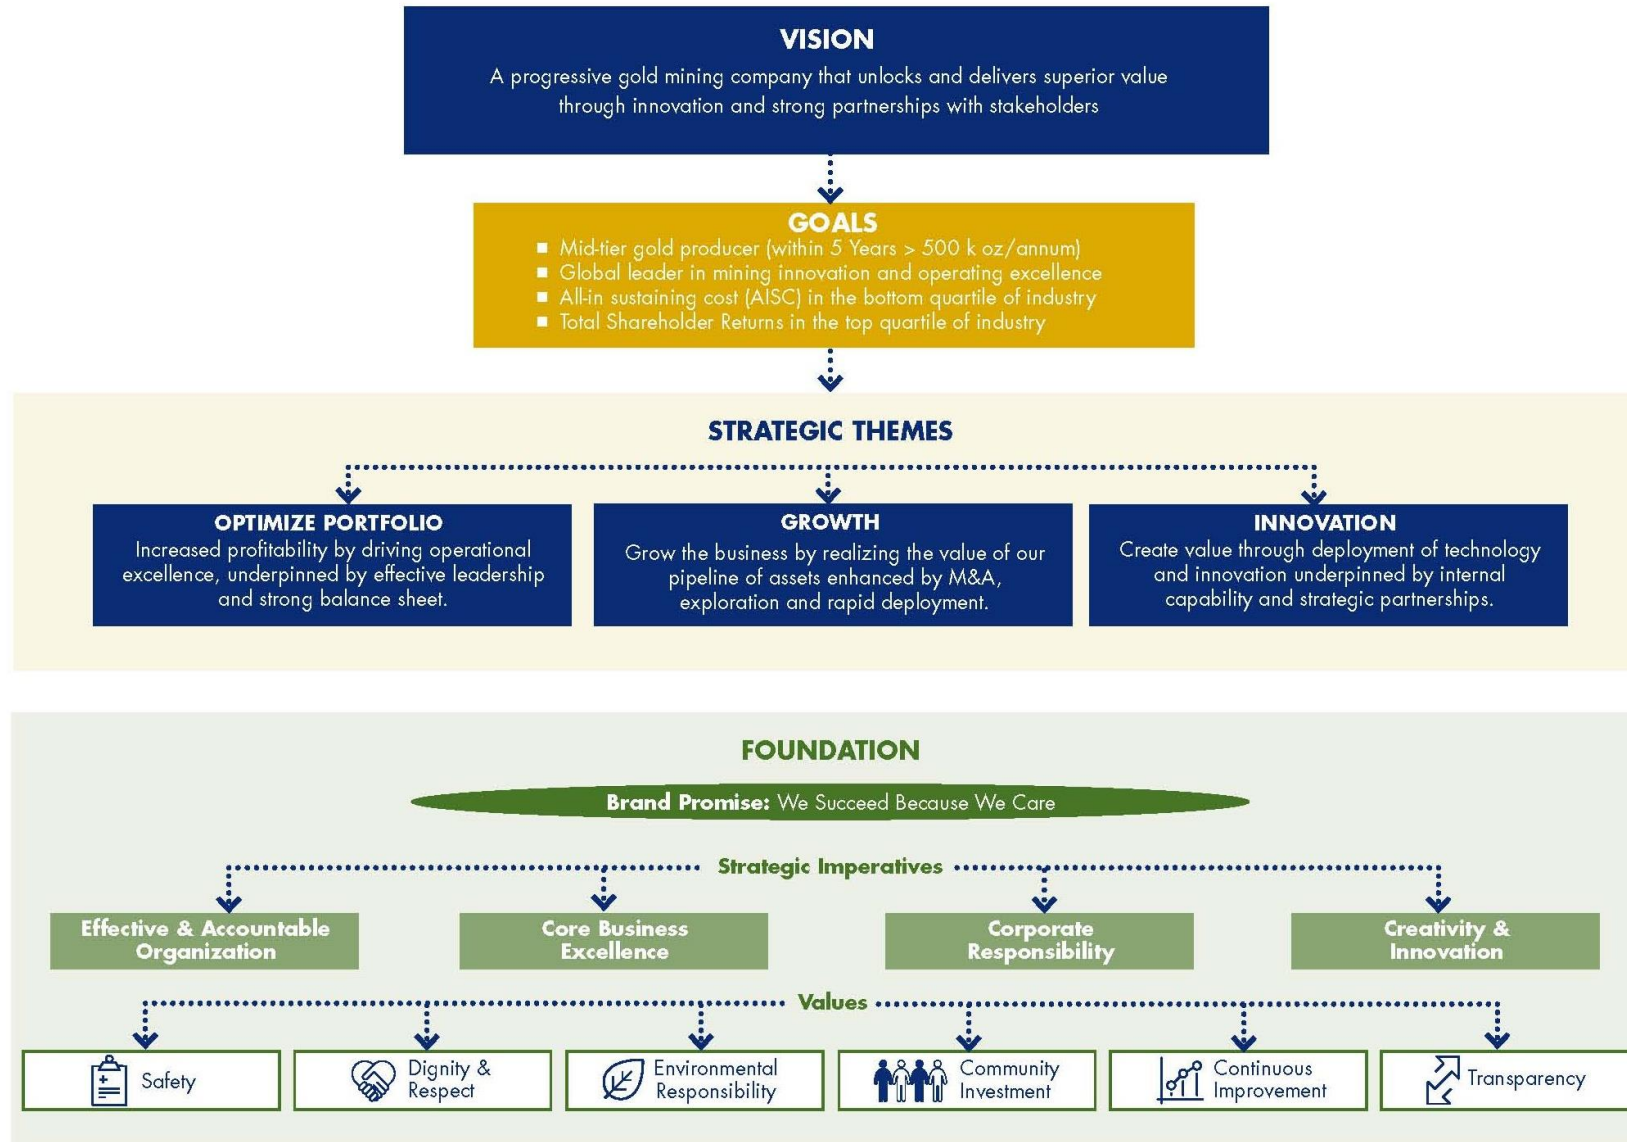 VISION
A progressive gold mining company that unlocks and delivers superior value
through innovation and strong partnerships with stakeholders
GOALS
Mid-tier gold producer (within 5 Years > 500 k oz/annum)
Global leader in mining innovation and operating excellence
All-in sustaining cost (AISC) in the bottom quartile of industry
Total Shareholder Returns in the top quartile of industry
STRATEGIC THEMES
OPTIMIZE PORTFOLIO
Increased profitability by driving operational
excellence, underpinned by effective leadership
and strong balance sheet.
GROWTH
Grow the business by realizing the value of our
pipeline of assets enhanced by M&A,
exploration and rapid deployment.
INNOVATION
Create value through deployment of technology
and innovation underpinned by internal
capability and strategic partnerships.
FOUNDATION
Brand Promise: We Succeed Because We Care
Strategic Imperatives
Effective & Accountable
Organization
Core Business
Excellence
Corporate
Responsibility
Creativity &
Innovation
Values
Safety
Dignity &
Respect
Environmental
Responsibility
Community
Investment
Continuous
Improvement
Transparency